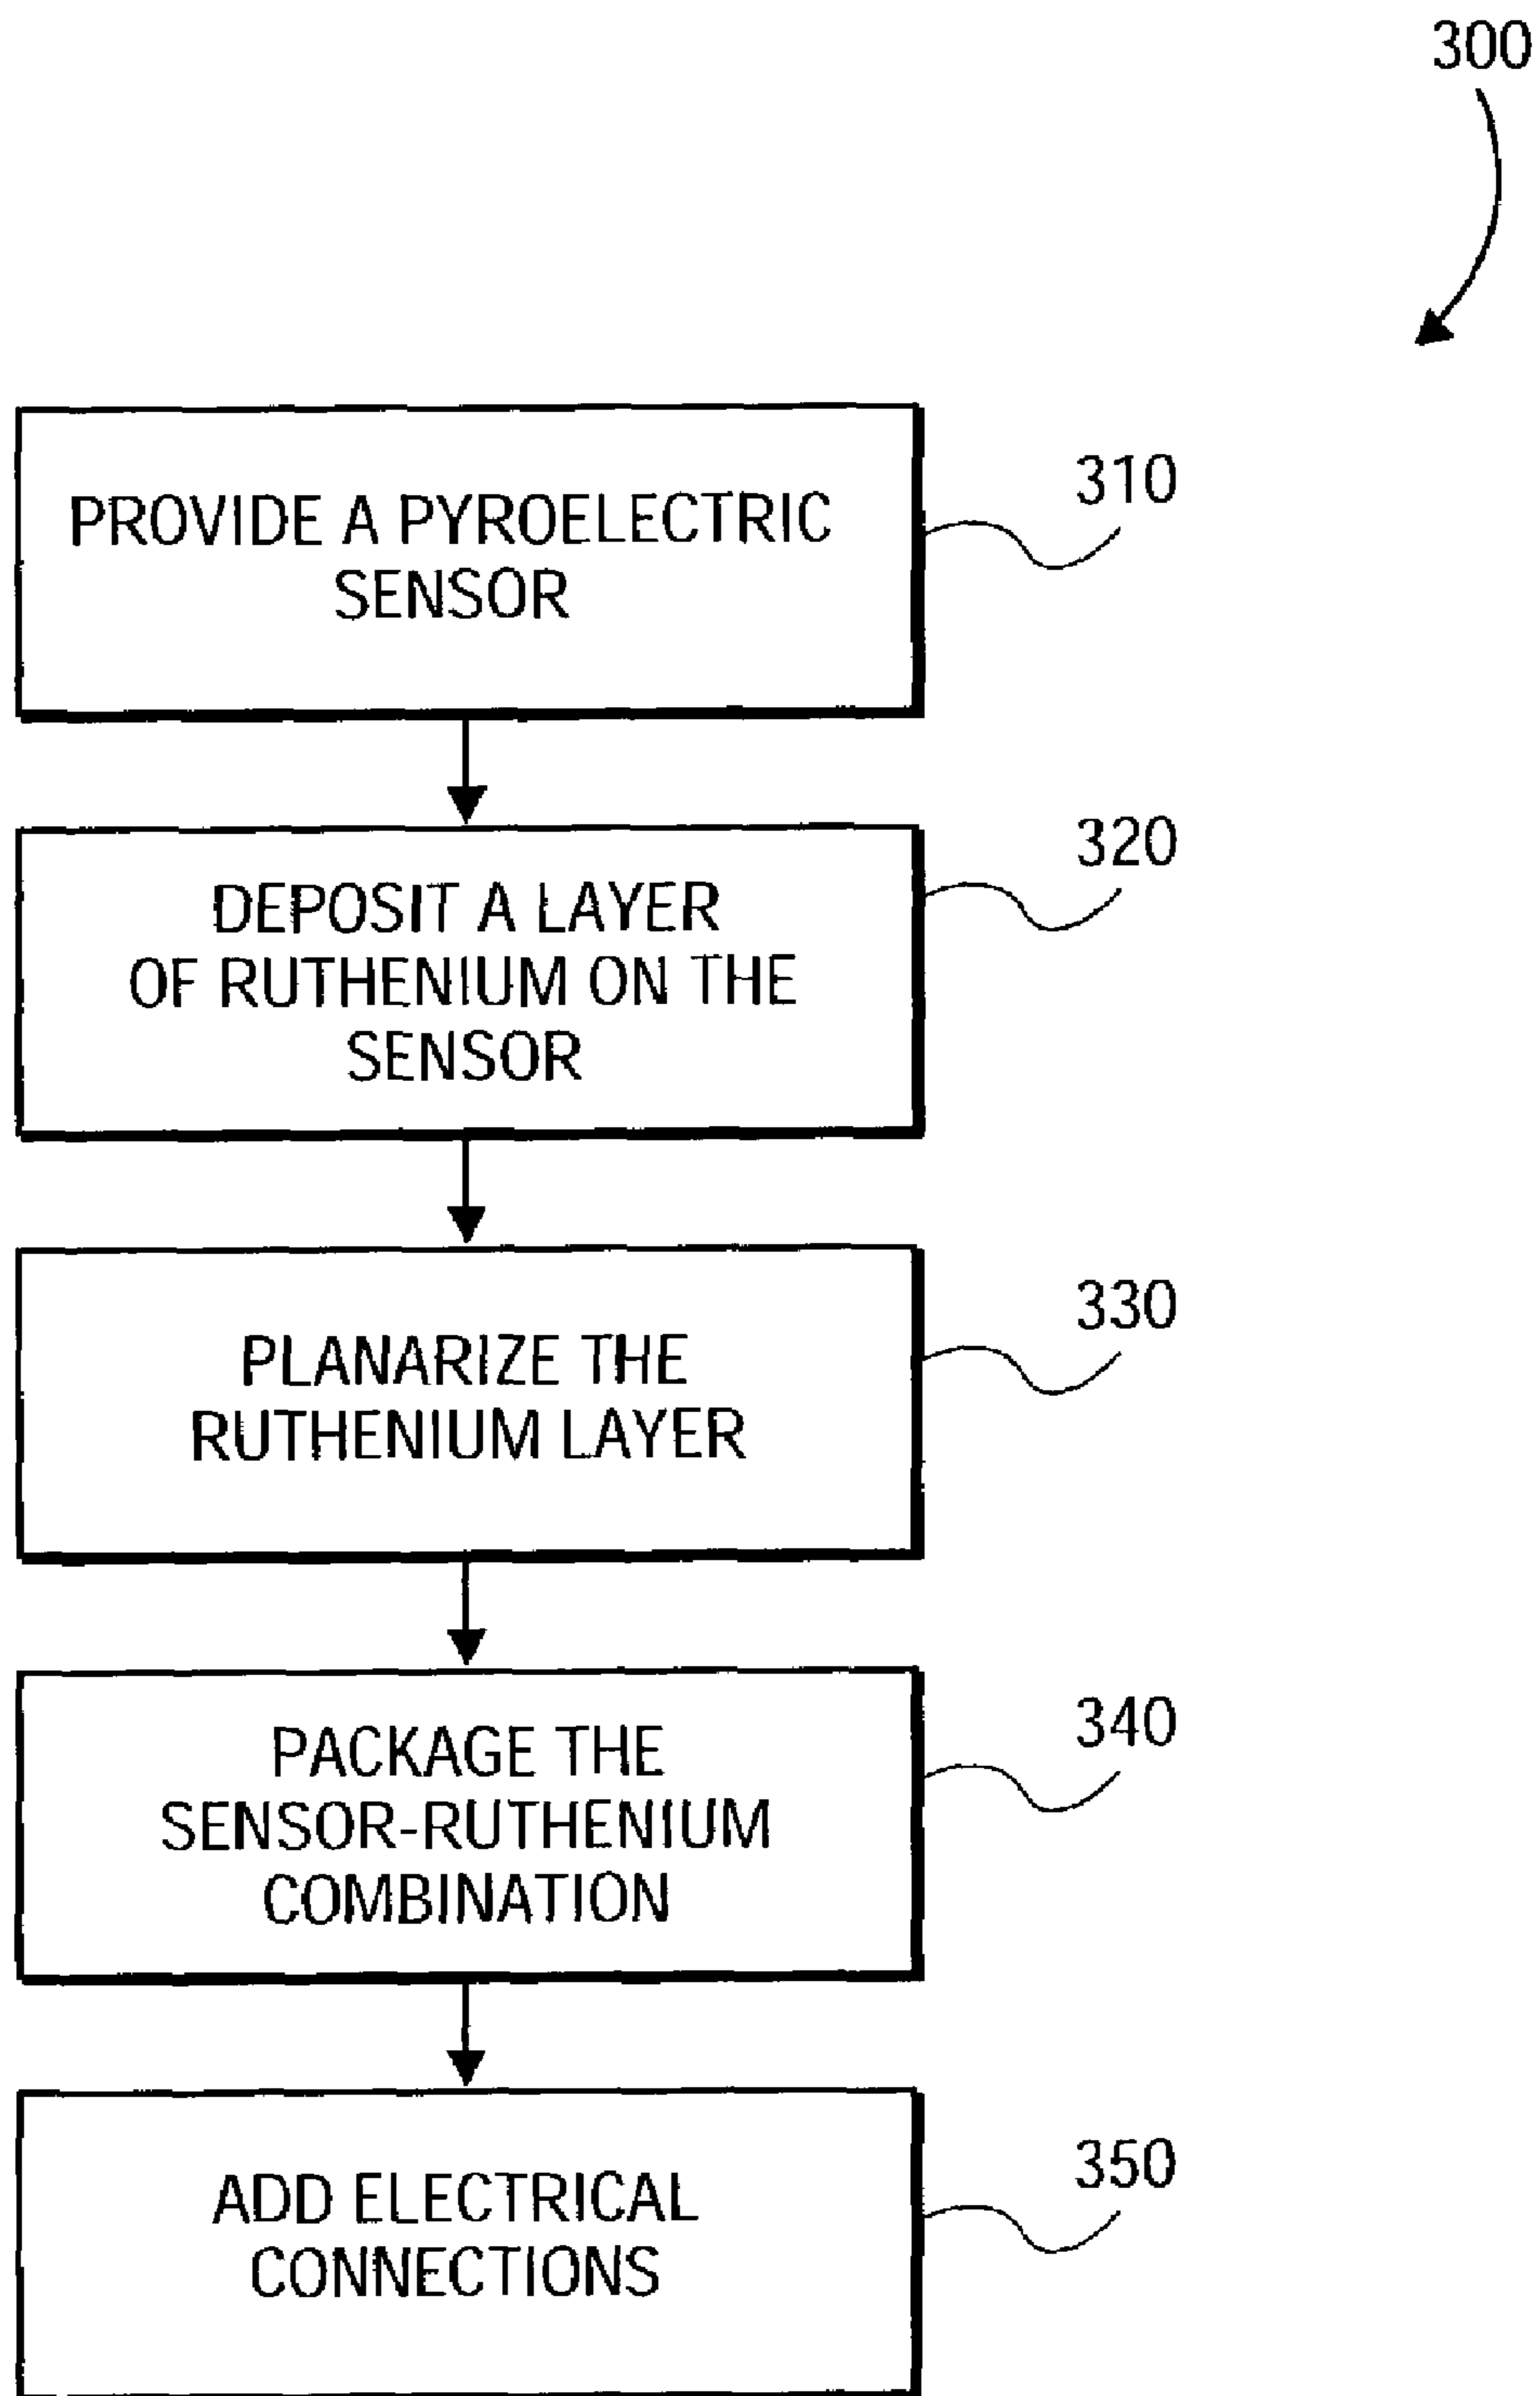 300
PROVIDE A PYROELECTRIC
SENSOR
310
DEPOSIT A LAYER
OF RUTHENIUM ON THE
SENSOR
320
PLANARIZE THE
RUTHENIUM LAYER
330
PACKAGE THE
SENSOR-RUTHENIUM
COMBINATION
340
ADD ELECTRICAL
CONNECTIONS
350